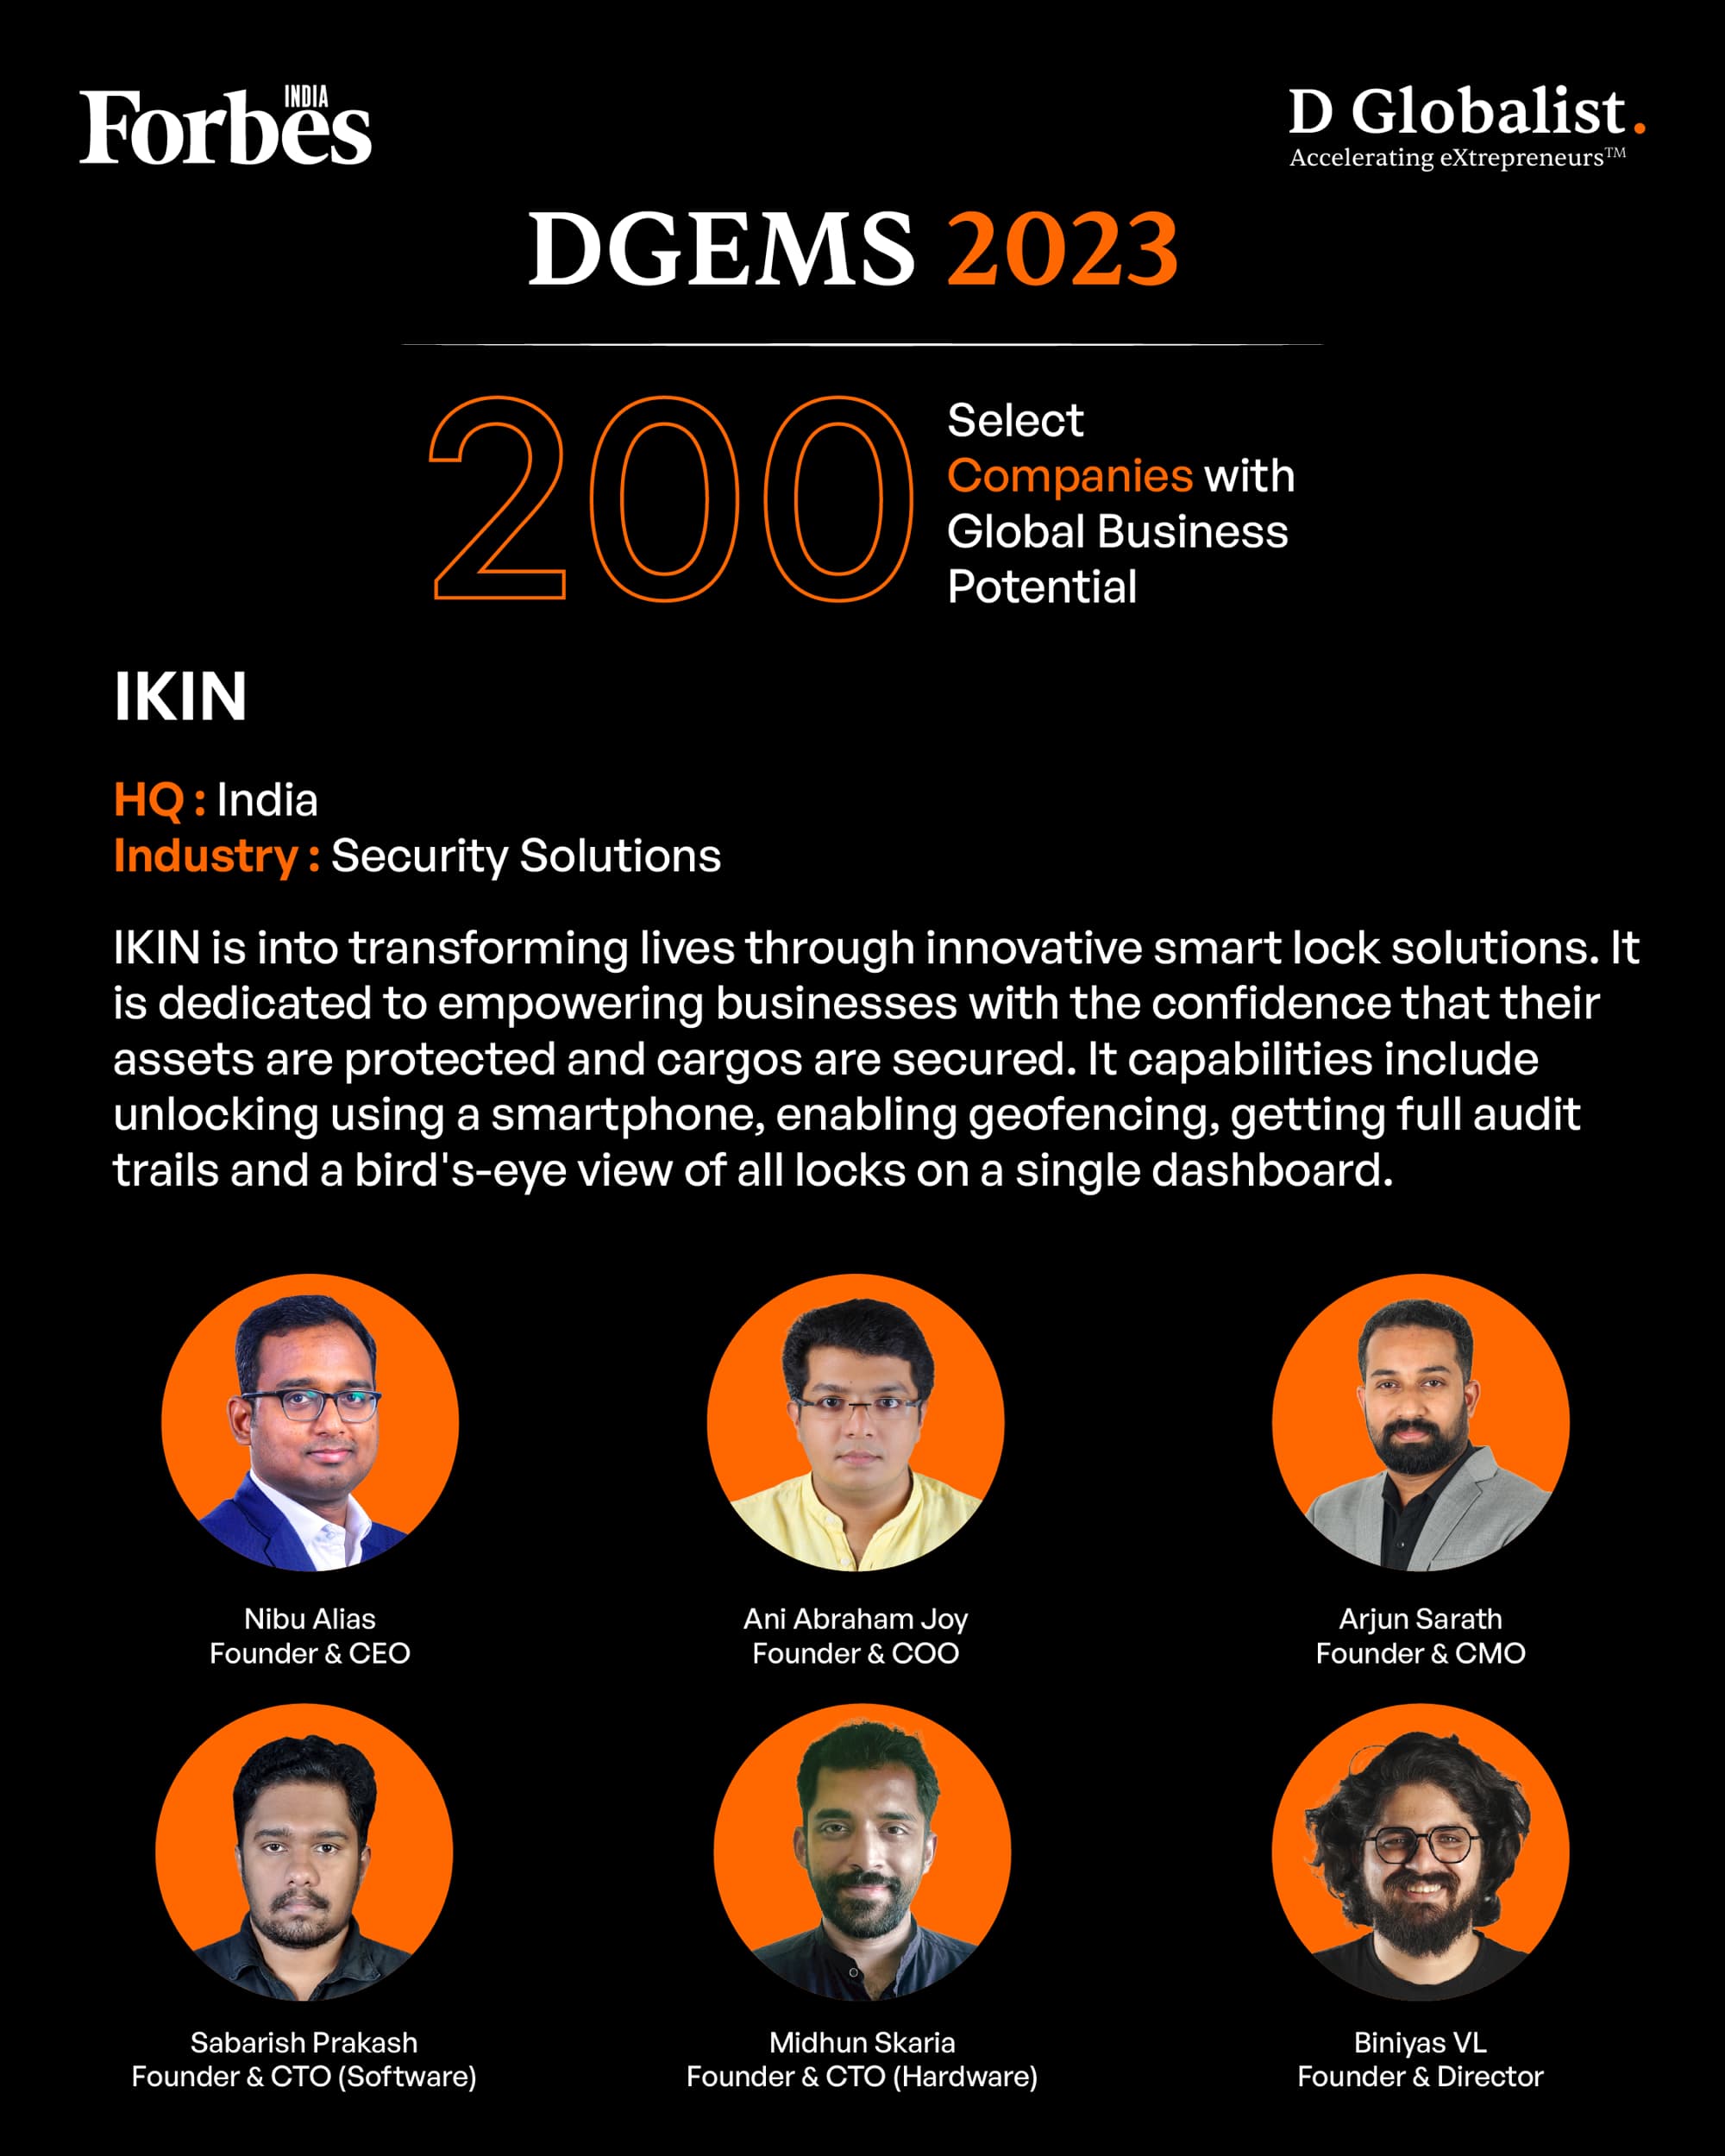 Forbes INDIA
D Globalist.
Accelerating eXtrepreneurs™
DGEMS 2023
200
Select
Companies with
Global Business
Potential
IKIN
HQ : India
Industry : Security Solutions
IKIN is into transforming lives through innovative smart lock solutions. It
is dedicated to empowering businesses with the confidence that their
assets are protected and cargos are secured. It capabilities include
unlocking using a smartphone, enabling geofencing, getting full audit
trails and a bird's-eye view of all locks on a single dashboard.
Nibu Alias
Founder & CEO
Ani Abraham Joy
Founder & COO
Arjun Sarath
Founder & CMO
Sabarish Prakash
Founder & CTO (Software)
Midhun Skaria
Founder & CTO (Hardware)
Biniyas VL
Founder & Director